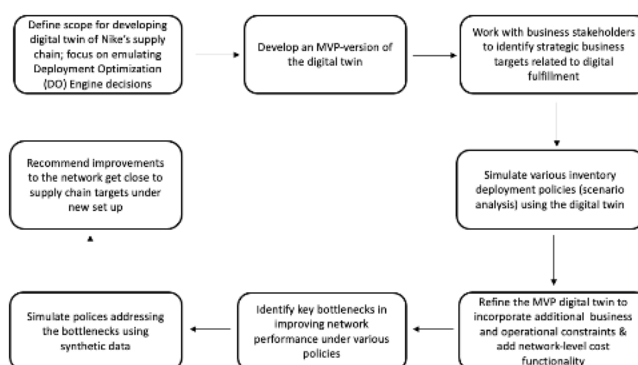 Define scope for developing
digital twin of Nike's supply
chain; focus on emulating
Deployment Optimization
(DO) Engine decisions
Develop an MVP-version of
the digital twin
Work with business stakeholders
to identify strategic business
targets related to digital
fulfillment
Simulate various inventory
deployment policies (scenario
analysis) using the digital twin
Refine the MVP digital twin to
incorporate additional business
and operational constraints &
add network-level cost
functionality
Identify key bottlenecks in
improving network
performance under various
policies
Simulate polices addressing
the bottlenecks using
synthetic data
Recommend improvements
to the network get close to
supply chain targets under
new set up